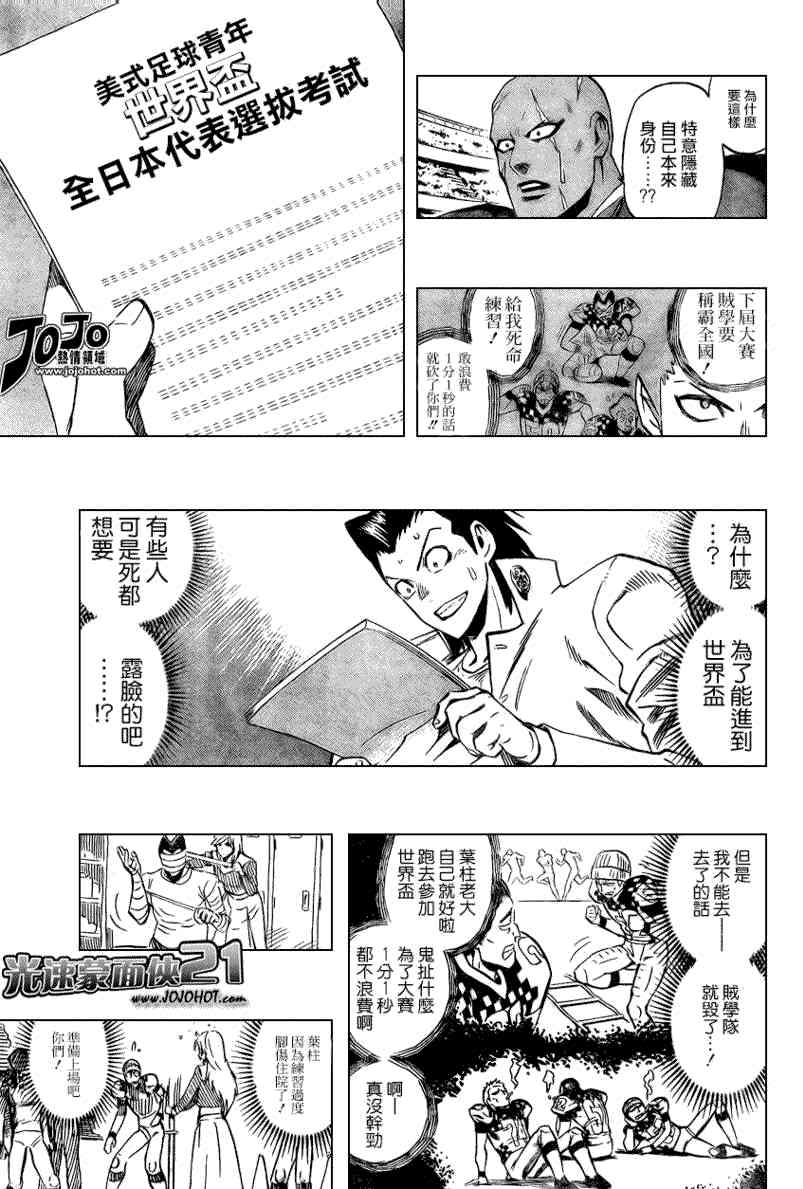 為什麼
要這樣
特意隱藏
自己本來
身份……??
美式足球青年
世界盃
全日本代表選拔考試
JOJO
熱情領域
www.jojohot.com
下屆大賽
賊學要
稱霸全國!
給我死命
練習!
敢浪費
1分1秒的話
就砍了你們!!
為什麼
…?
為了能進到
世界盃
有些人
可是死都
想要
露臉的吧
……!?
但是
我不能去——
去了的話
賊學隊
就毀了…!
葉柱老大
自己就好啦
跑去參加
世界盃
鬼扯什麼
為了大賽
1分1秒
都不浪費啊
啊—
真沒幹勁
光速蒙面俠21
www.JOJOHOT.com
葉柱
因為練習過度
腳傷住院了!
準備上場吧
你們!